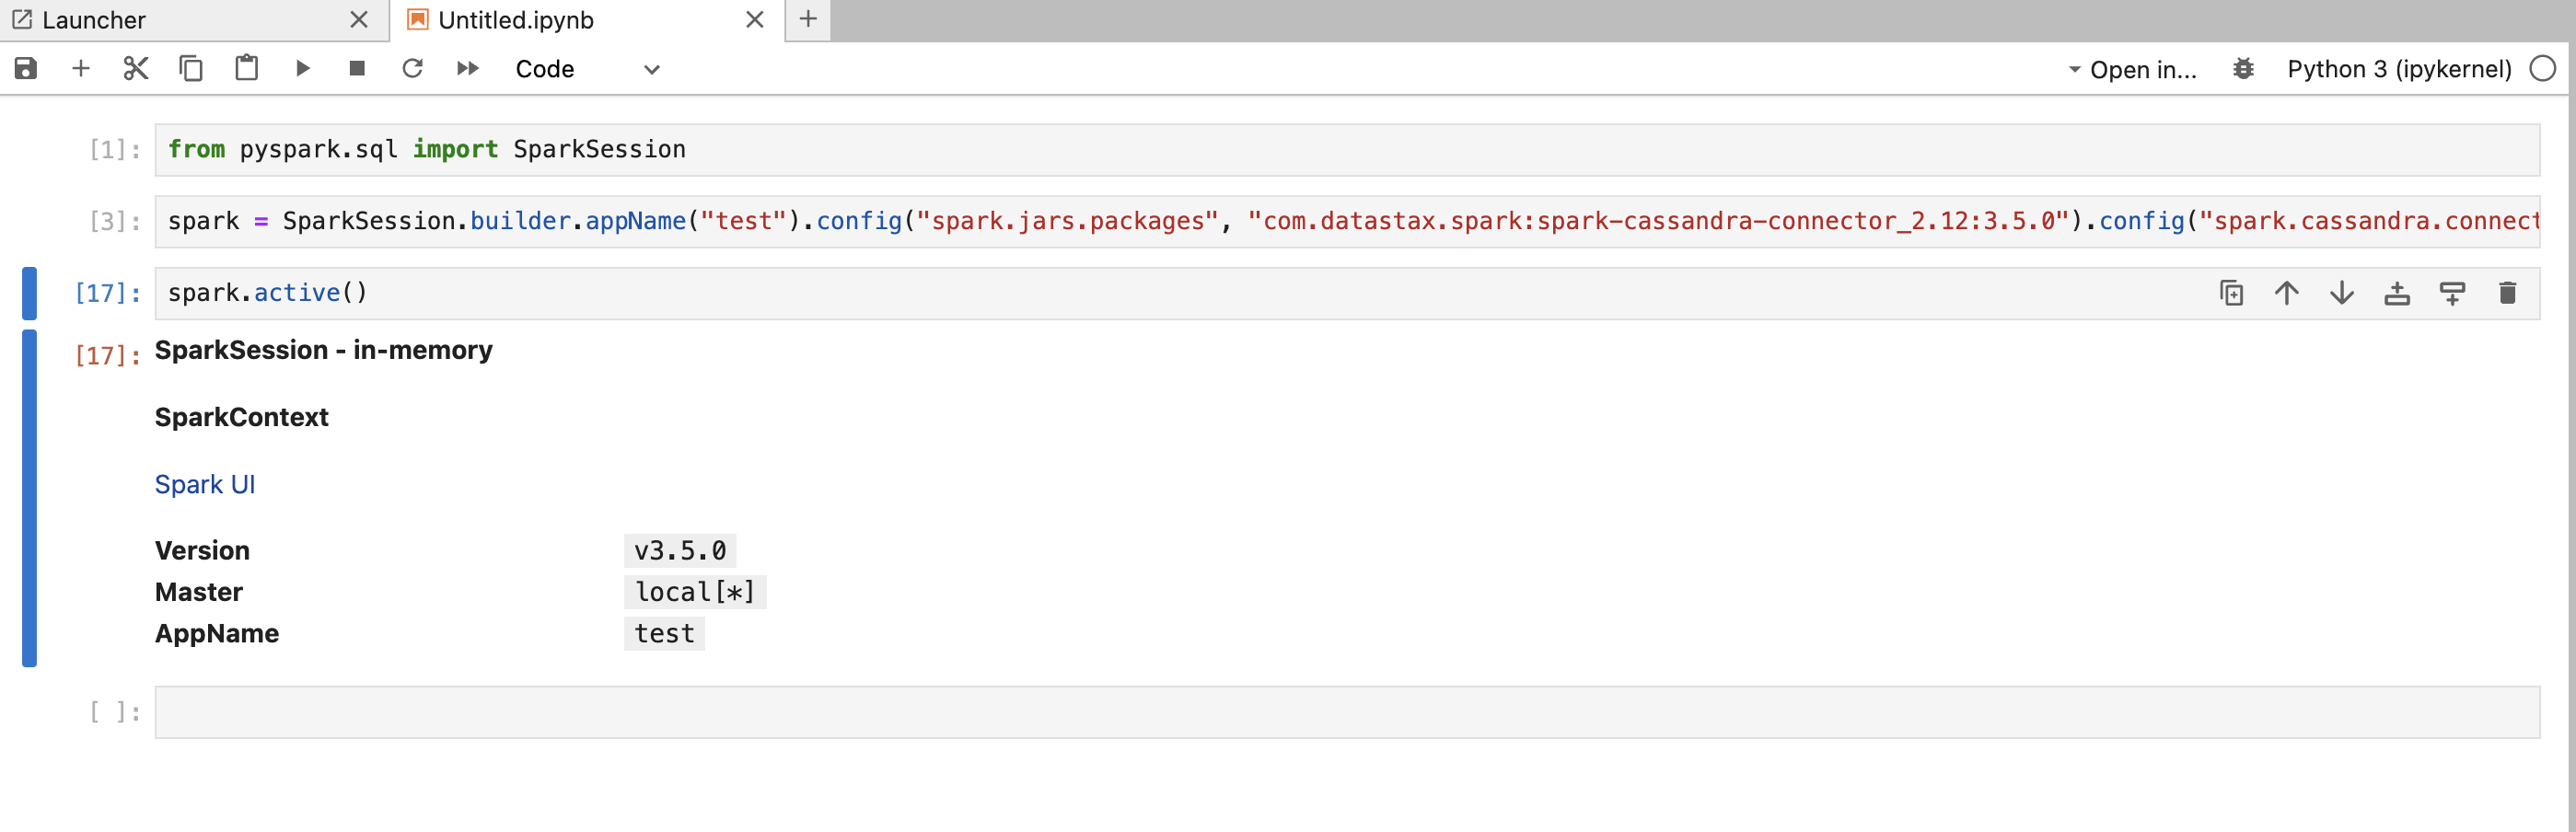 Launcher
Untitled.ipynb
Code
Open in...
Python 3 (ipykernel)
[1]:
from pyspark.sql import SparkSession
[3]:
spark = SparkSession.builder.appName("test").config("spark.jars.packages", "com.datastax.spark:spark-cassandra-connector_2.12:3.5.0").config("spark.cassandra.connect
[17]:
spark.active()
[17]:
SparkSession - in-memory
SparkContext
Spark UI
Version v3.5.0
Master local[*]
AppName test
[ ]: